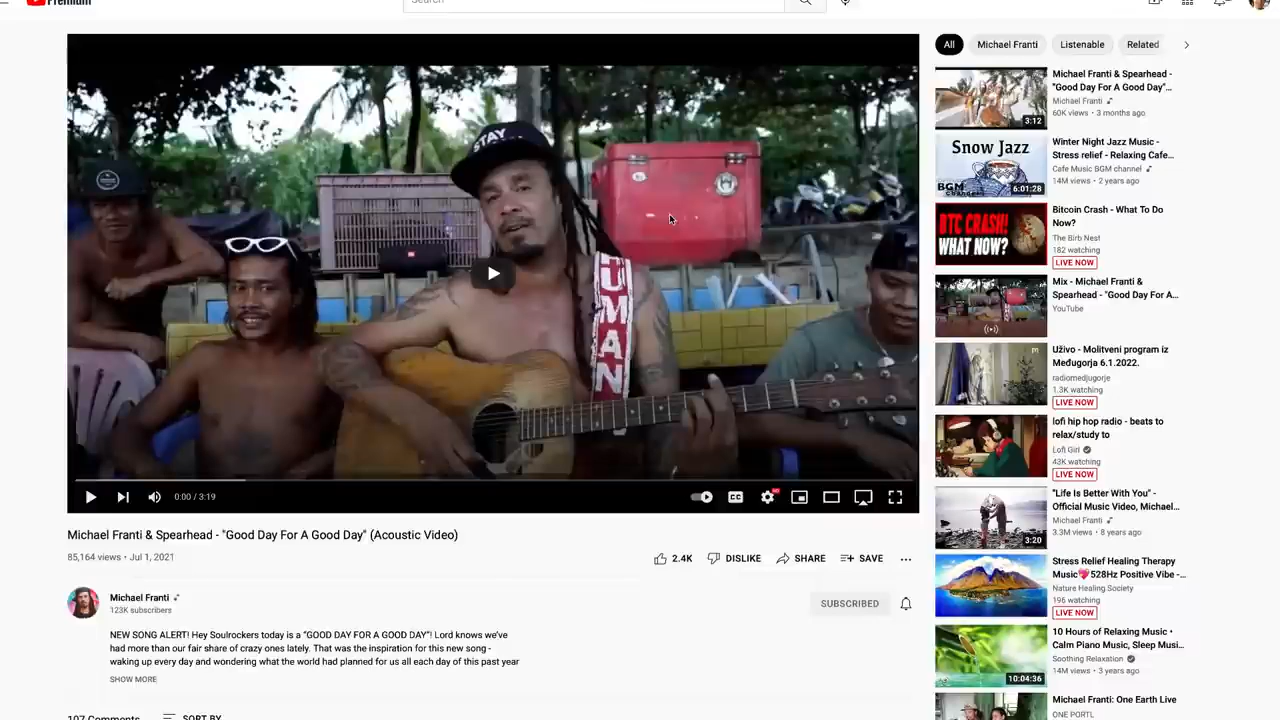 Premium
Search
STAY
UMAN
0:00 / 3:19
Michael Franti & Spearhead - "Good Day For A Good Day" (Acoustic Video)
85,164 views • Jul 1, 2021
2.4K
DISLIKE
SHARE
SAVE
Michael Franti
123K subscribers
SUBSCRIBED
NEW SONG ALERT! Hey Soulrockers today is a "GOOD DAY FOR A GOOD DAY"! Lord knows we've
had more than our fair share of crazy ones lately. That was the inspiration for this new song -
waking up every day and wondering what the world had planned for us all each day of this past year
SHOW MORE
107 Comments
SORT BY
All
Michael Franti
Listenable
Related
3:12
Michael Franti & Spearhead -
"Good Day For A Good Day"...
Michael Franti
60K views • 3 months ago
Snow Jazz
BGM
6:01:28
Winter Night Jazz Music -
Stress relief - Relaxing Cafe...
Cafe Music BGM channel
14M views • 2 years ago
BTC CRASH!
WHAT NOW?
Bitcoin Crash - What To Do
Now?
The Birb Nest
182 watching
LIVE NOW
Mix - Michael Franti &
Spearhead - "Good Day For A...
YouTube
Uživo - Molitveni program iz
Međugorja 6.1.2022.
radiomedjugorje
1.3K watching
LIVE NOW
lofi hip hop radio - beats to
relax/study to
Lofi Girl
43K watching
LIVE NOW
3:20
"Life Is Better With You" -
Official Music Video, Michael...
Michael Franti
3.3M views • 8 years ago
Stress Relief Healing Therapy
Music💖528Hz Positive Vibe -...
Nature Healing Society
196 watching
LIVE NOW
10:04:36
10 Hours of Relaxing Music •
Calm Piano Music, Sleep Musi...
Soothing Relaxation
14M views • 3 years ago
Michael Franti: One Earth Live
ONE PORTL